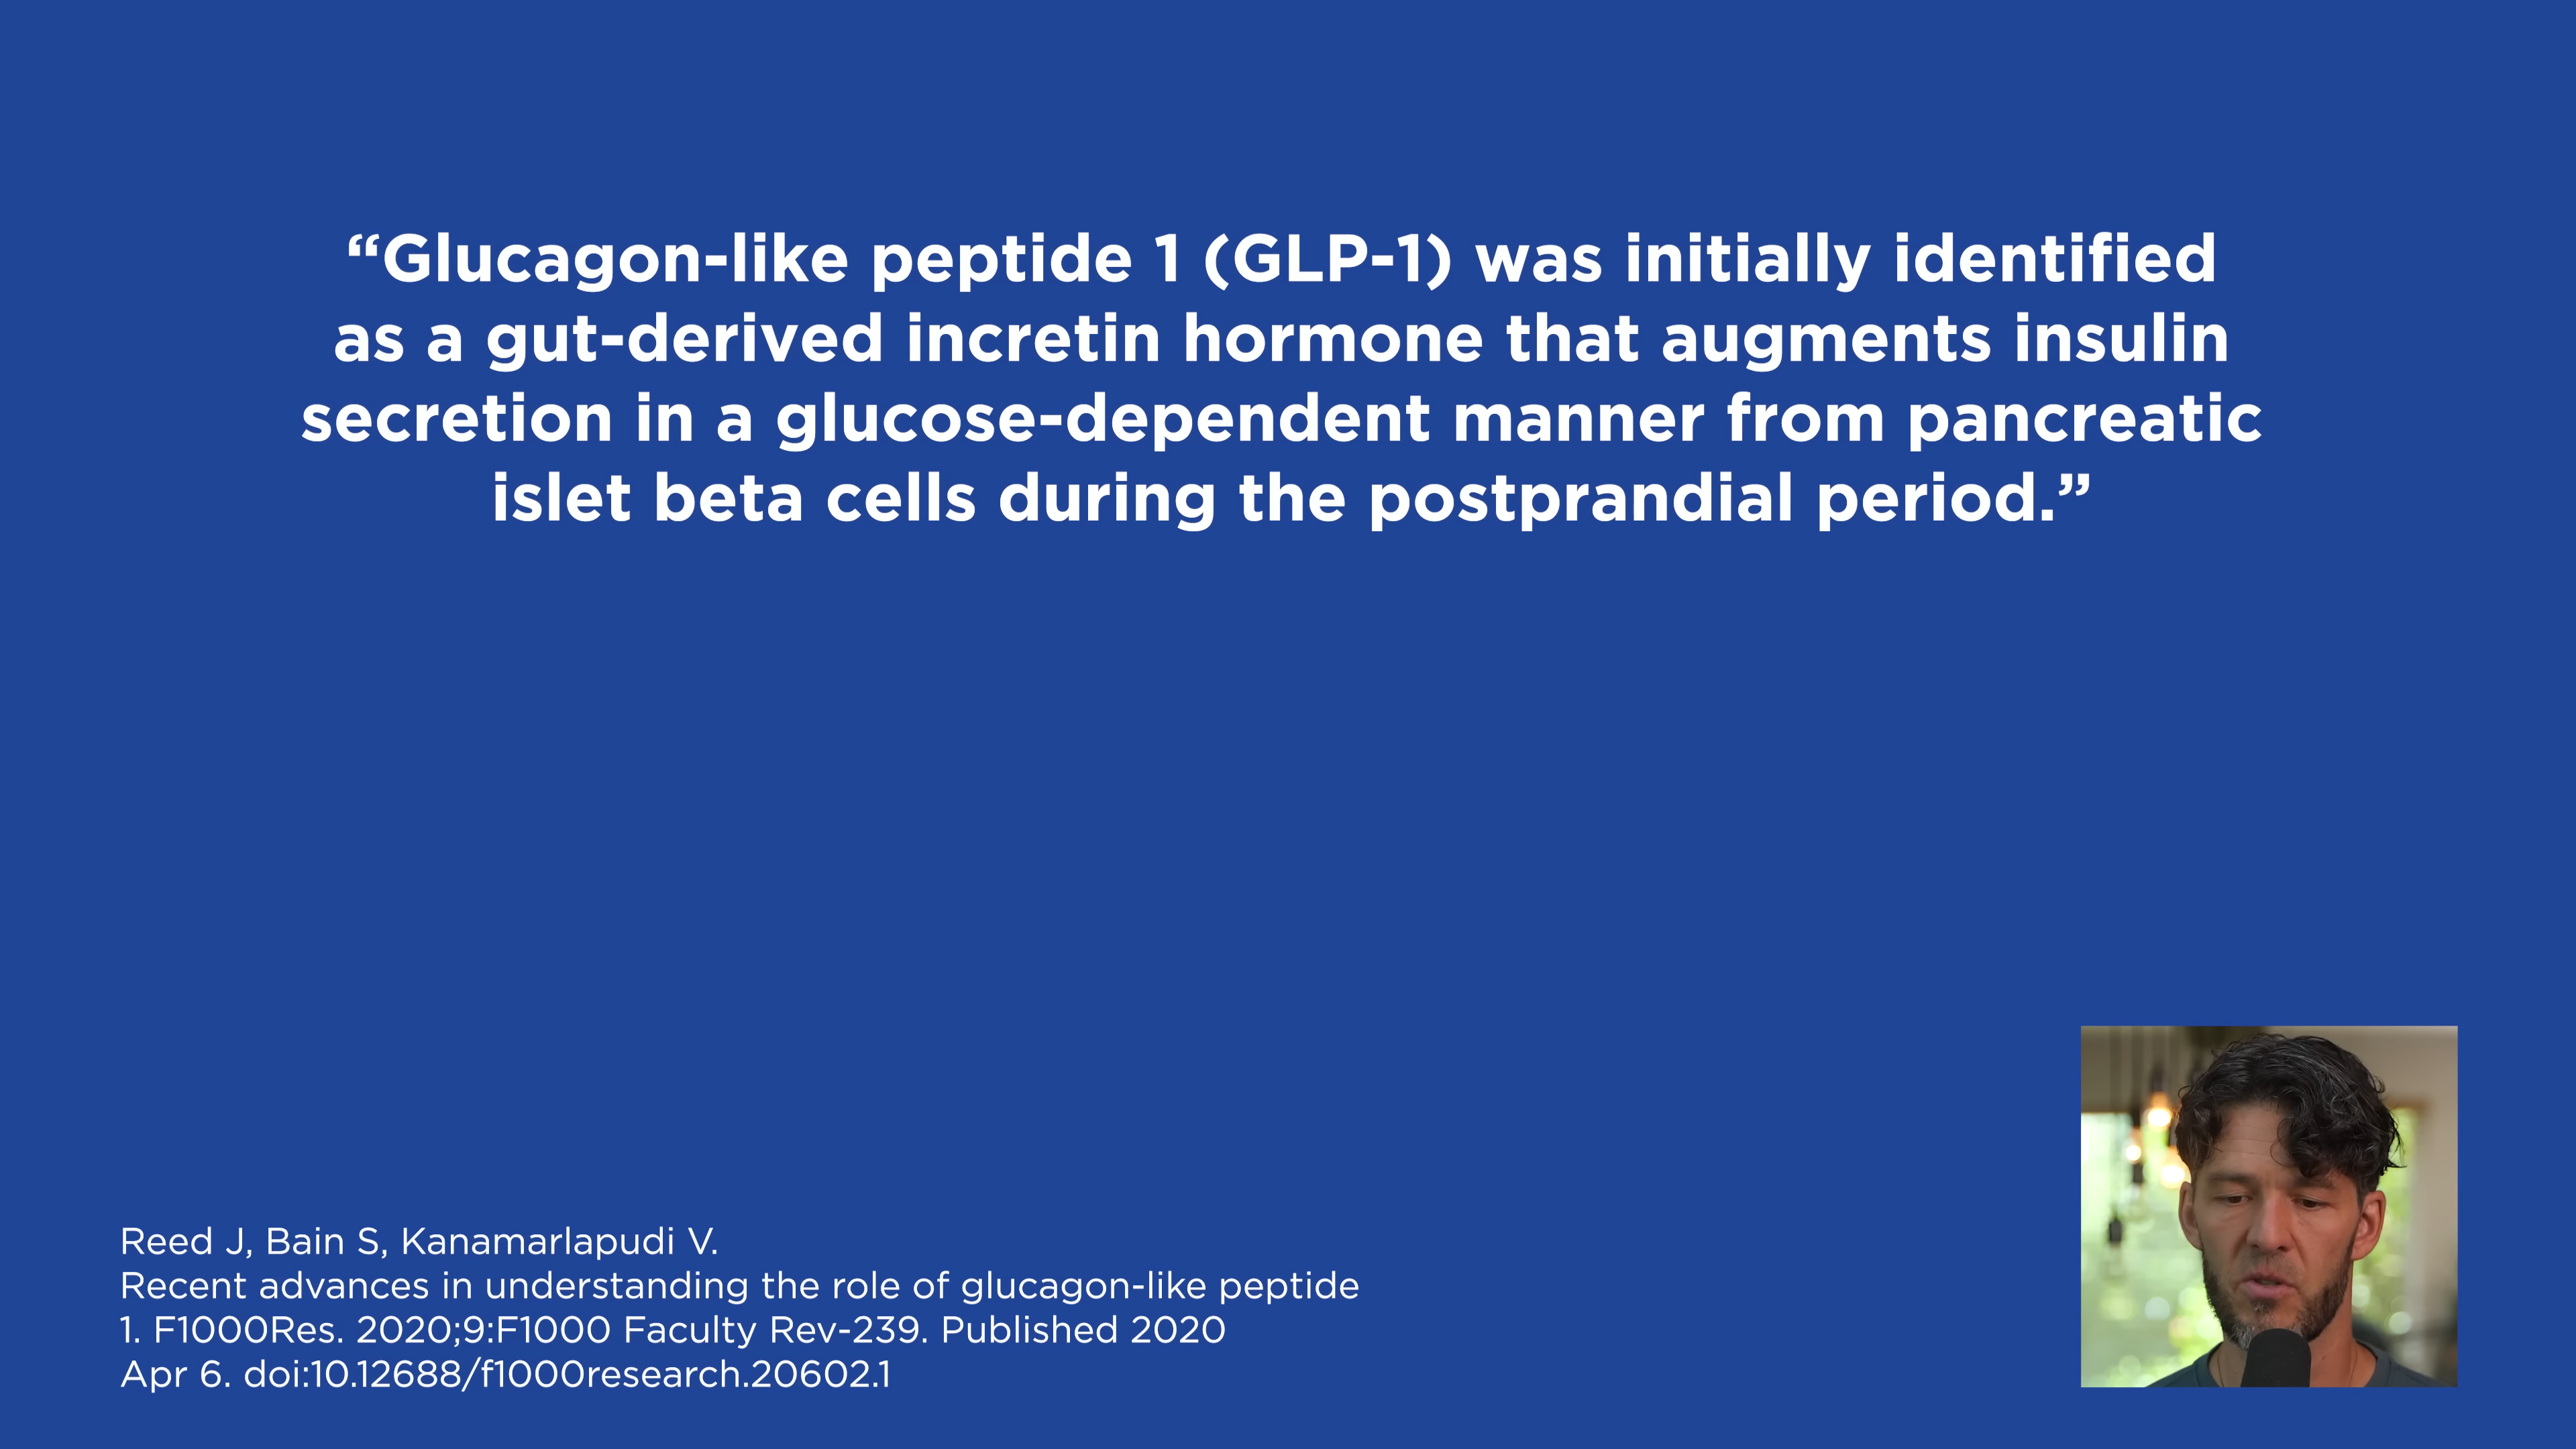 “Glucagon-like peptide 1 (GLP-1) was initially identified
as a gut-derived incretin hormone that augments insulin
secretion in a glucose-dependent manner from pancreatic
islet beta cells during the postprandial period.”
Reed J, Bain S, Kanamarlapudi V.
Recent advances in understanding the role of glucagon-like peptide
1. F1000Res. 2020;9:F1000 Faculty Rev-239. Published 2020
Apr 6. doi:10.12688/f1000research.20602.1